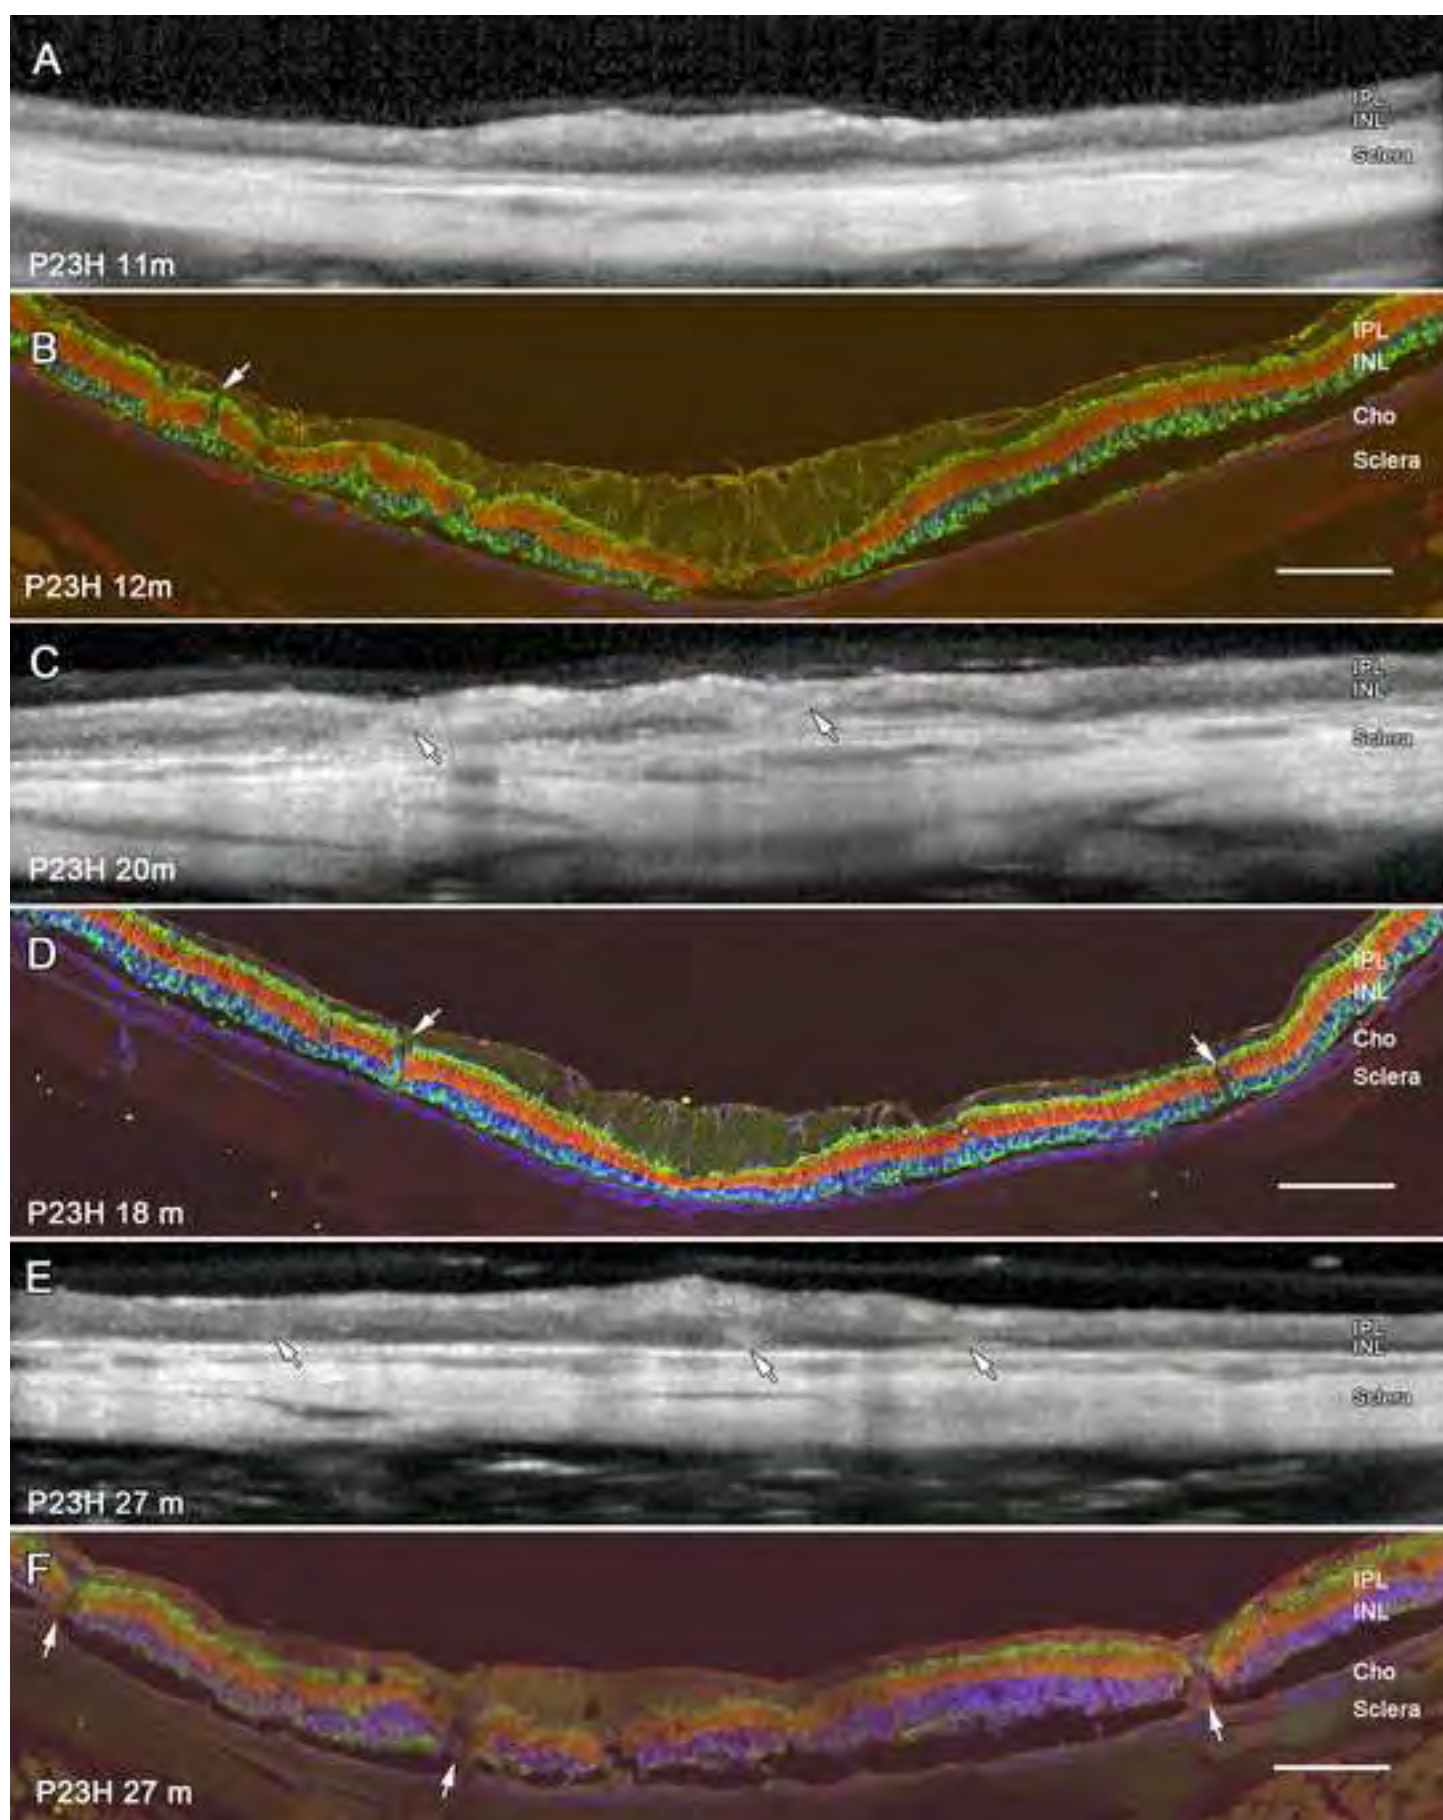 A
IPL
INL
Sclera
P23H 11m
B
IPL
INL
Cho
Sclera
P23H 12m
C
IPL
INL
Sclera
P23H 20m
D
IPL
INL
Cho
Sclera
P23H 18 m
E
IPL
INL
Sclera
P23H 27 m
F
IPL
INL
Cho
Sclera
P23H 27 m